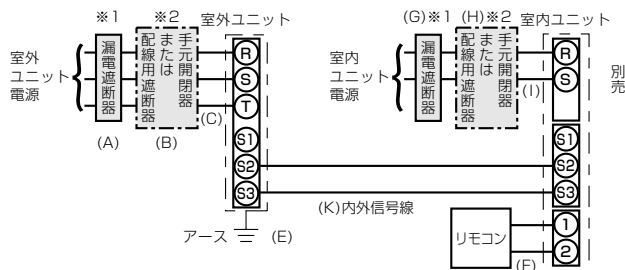 ※1
※2
室外ユニット
室外
ユニット
電源
漏電遮断器
手元開閉器
または
配線用遮断器
R
S
T
S1
S2
S3
(A)
(B)
(C)
アース
(E)
(G)※1
(H)※2
室内ユニット
室内
ユニット
電源
漏電遮断器
手元開閉器
または
配線用遮断器
(I)
R
S
別売
S1
S2
S3
(K)内外信号線
リモコン
1
2
(F)